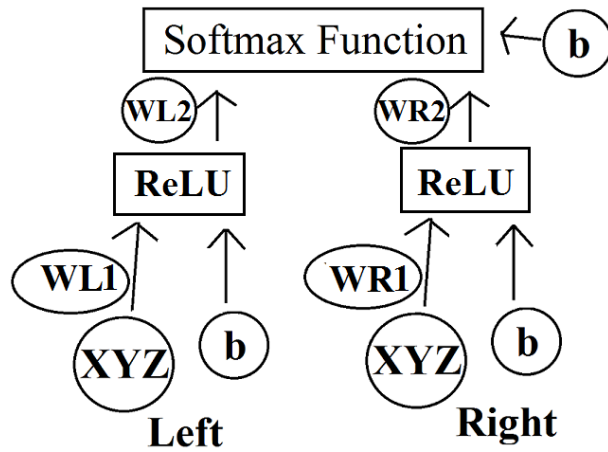 Softmax Function b
WL2 WR2
ReLU ReLU
WL1 WR1
XYZ b XYZ b
Left Right